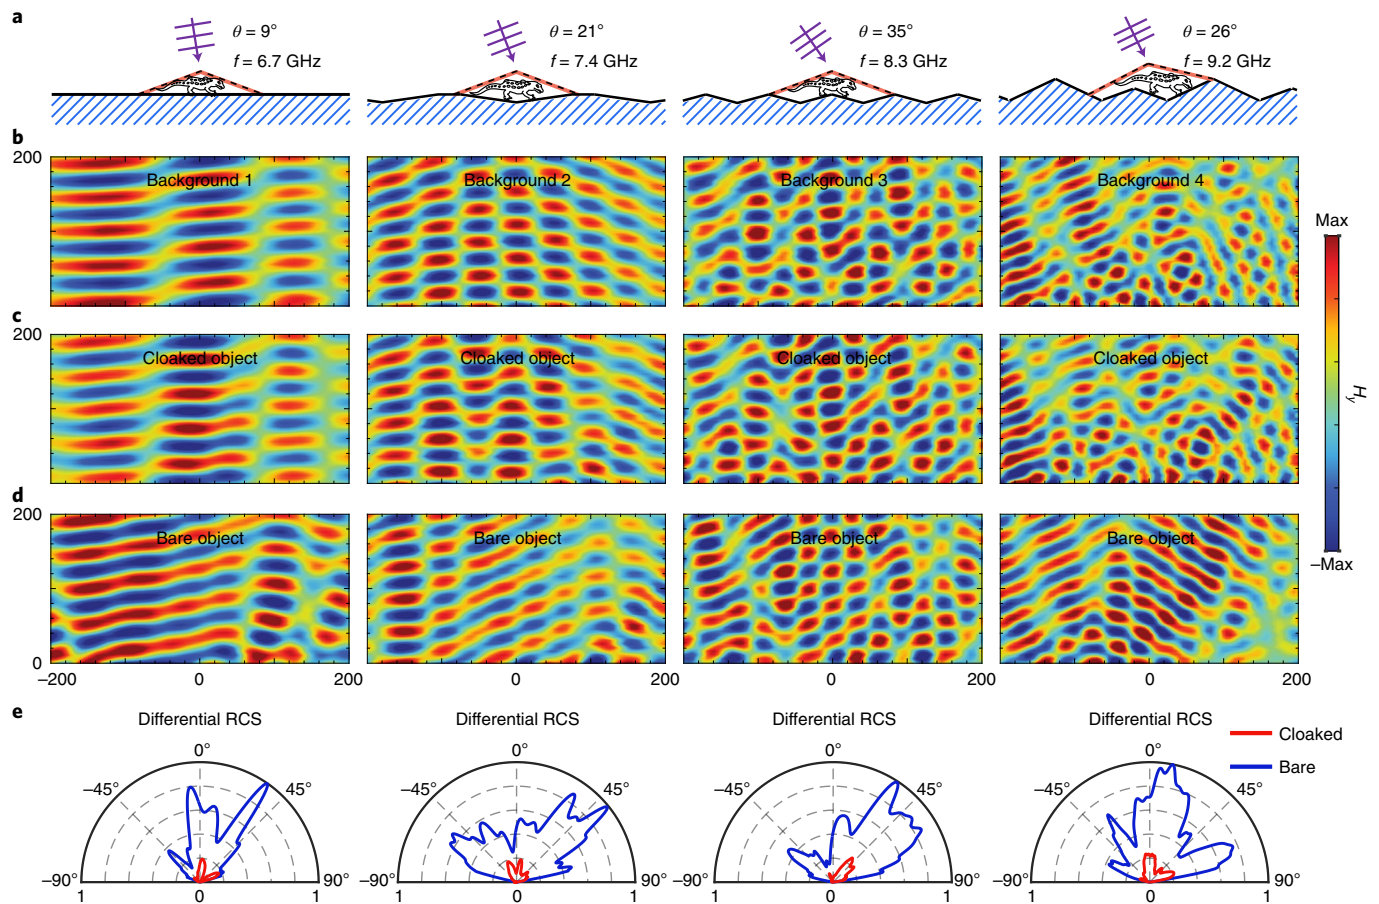 a
θ = 9°
f = 6.7 GHz
θ = 21°
f = 7.4 GHz
θ = 35°
f = 8.3 GHz
θ = 26°
f = 9.2 GHz
b
200
Background 1
Background 2
Background 3
Background 4
Max
c
200
Cloaked object
Cloaked object
Cloaked object
Cloaked object
Hy
d
200
Bare object
Bare object
Bare object
Bare object
–Max
100
0
–200
0
200
0
200
0
200
0
200
e
Differential RCS
Differential RCS
Differential RCS
Differential RCS
Cloaked
Bare
0°
–45°
45°
–90°
90°
1
0
1
0°
–45°
45°
–90°
90°
1
0
1
0°
–45°
45°
–90°
90°
1
0
1
0°
–45°
45°
–90°
90°
1
0
1